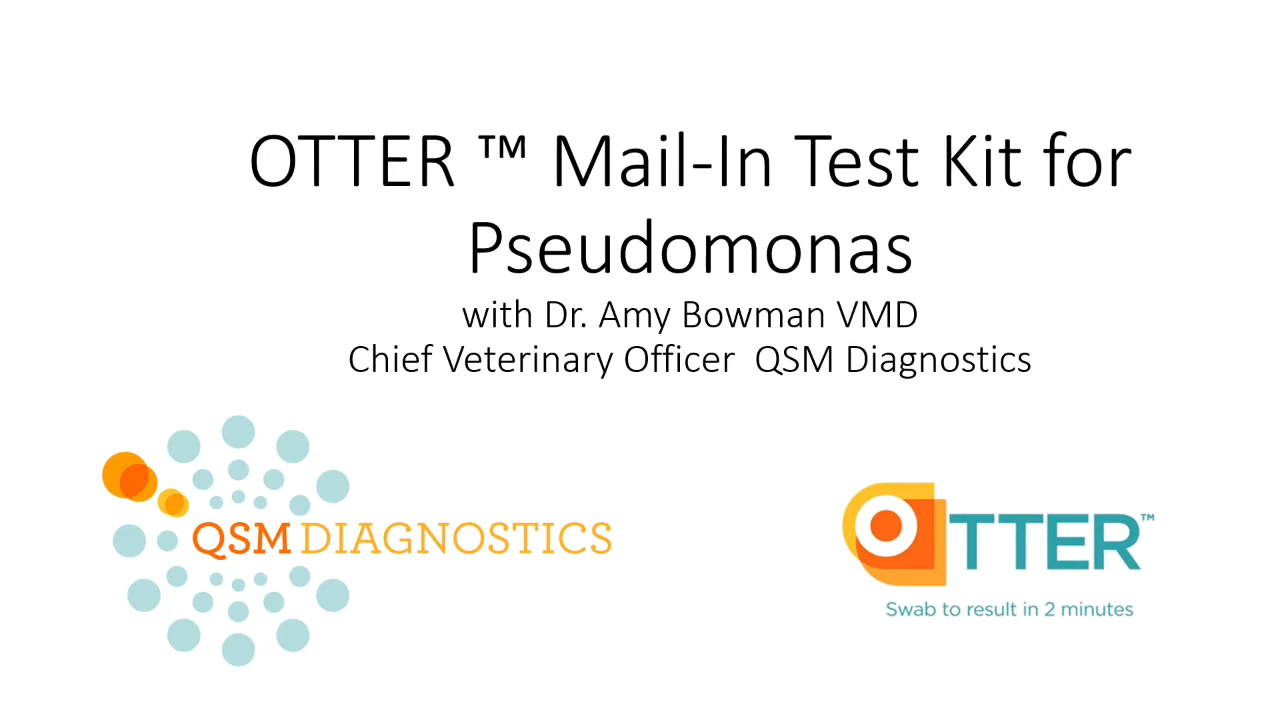 OTTER ™ Mail-In Test Kit for
Pseudomonas
with Dr. Amy Bowman VMD
Chief Veterinary Officer  QSM Diagnostics
QSM DIAGNOSTICS
OTTER™
Swab to result in 2 minutes